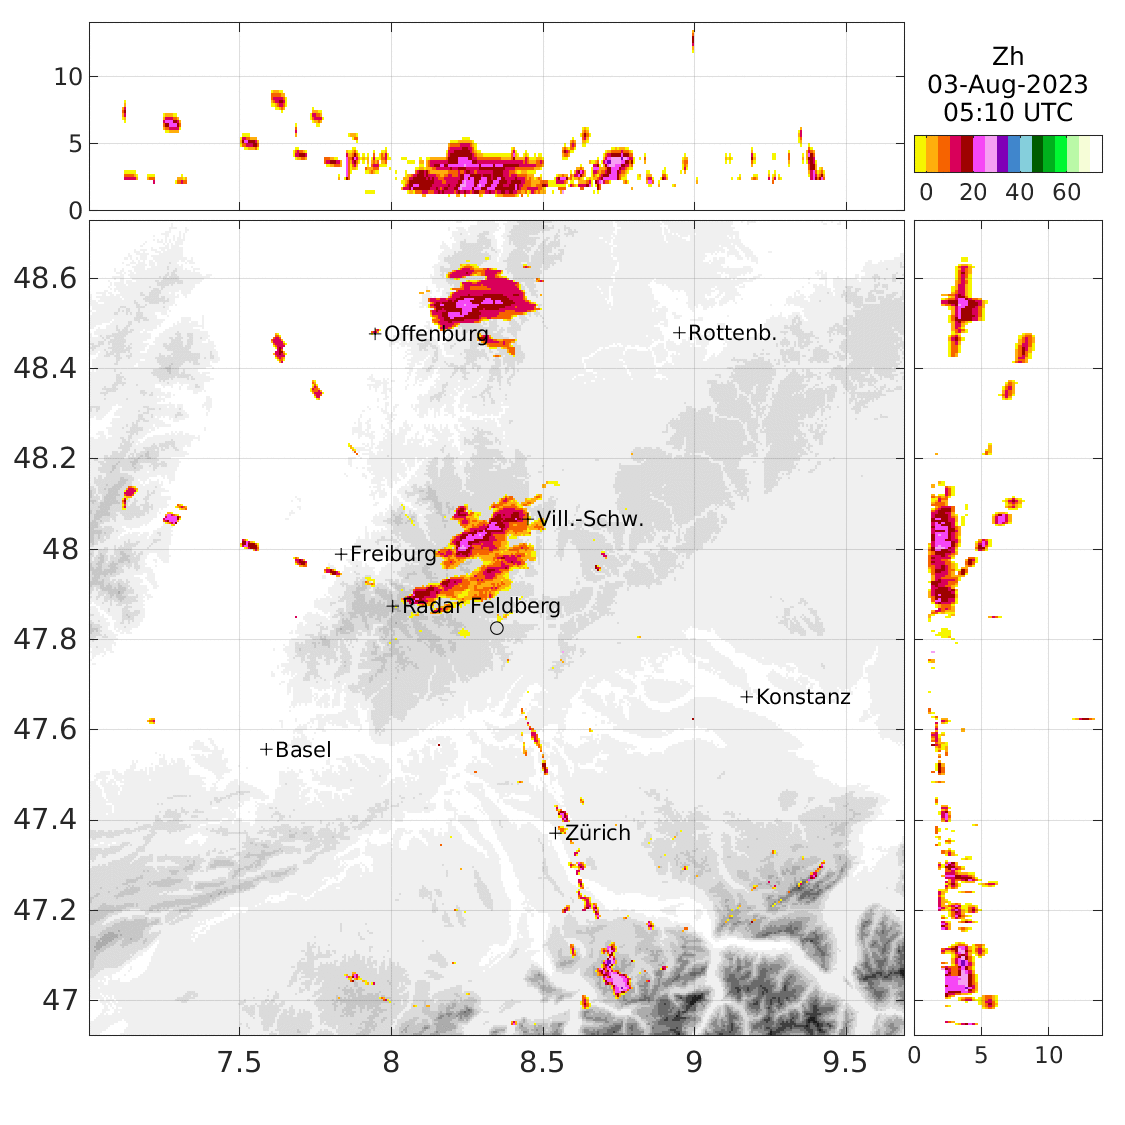 Zh
03-Aug-2023
05:10 UTC
0 20 40 60
10
5
0
48.6
48.4
48.2
48
47.8
47.6
47.4
47.2
47
Offenburg
Rottenb.
Vill.-Schw.
Freiburg
Radar Feldberg
Konstanz
Basel
Zürich
7.5 8 8.5 9 9.5
0 5 10